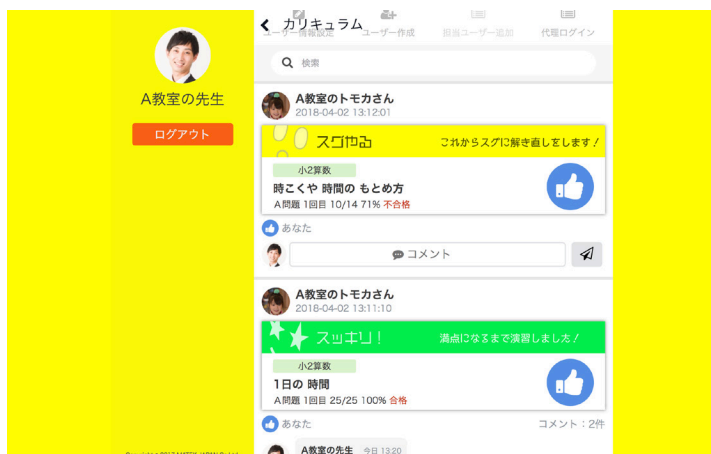 カリキュラム
ユーザー情報設定
ユーザー作成
担当ユーザー追加
代理ログイン
検索
A教室の先生
ログアウト
A教室のトモカさん
2018-04-02 13:12:01
スグやる
これからスグに解き直しをします！
小2算数
時こくや 時間の もとめ方
A問題 1回目 10/14 71% 不合格
あなた
コメント
A教室のトモカさん
2018-04-02 13:11:10
スッキリ！
満点になるまで演習しました！
小2算数
1日の 時間
A問題 1回目 25/25 100% 合格
あなた
コメント：2件
A教室の先生 今日 13:20